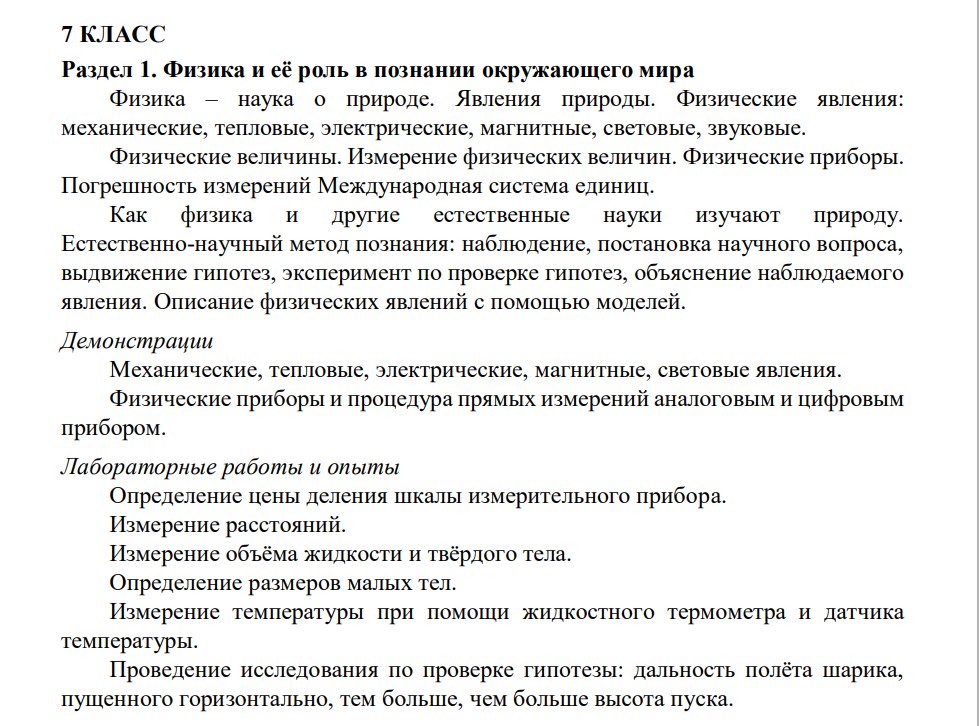 7 КЛАСС
Раздел 1. Физика и её роль в познании окружающего мира
Физика – наука о природе. Явления природы. Физические явления:
механические, тепловые, электрические, магнитные, световые, звуковые.
Физические величины. Измерение физических величин. Физические приборы.
Погрешность измерений Международная система единиц.
Как физика и другие естественные науки изучают природу.
Естественно-научный метод познания: наблюдение, постановка научного вопроса,
выдвижение гипотез, эксперимент по проверке гипотез, объяснение наблюдаемого
явления. Описание физических явлений с помощью моделей.
Демонстрации
Механические, тепловые, электрические, магнитные, световые явления.
Физические приборы и процедура прямых измерений аналоговым и цифровым
прибором.
Лабораторные работы и опыты
Определение цены деления шкалы измерительного прибора.
Измерение расстояний.
Измерение объёма жидкости и твёрдого тела.
Определение размеров малых тел.
Измерение температуры при помощи жидкостного термометра и датчика
температуры.
Проведение исследования по проверке гипотезы: дальность полёта шарика,
пущенного горизонтально, тем больше, чем больше высота пуска.